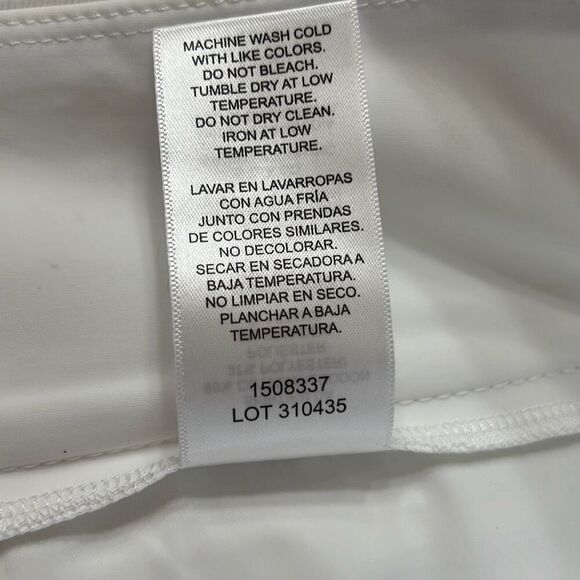 MACHINE WASH COLD
WITH LIKE COLORS.
DO NOT BLEACH.
TUMBLE DRY AT LOW
TEMPERATURE.
DO NOT DRY CLEAN.
IRON AT LOW
TEMPERATURE.
LAVAR EN LAVARROPAS
CON AGUA FRÍA
JUNTO CON PRENDAS
DE COLORES SIMILARES.
NO DECOLORAR.
SECAR EN SECADORA A
BAJA TEMPERATURA.
NO LIMPIAR EN SECO.
PLANCHAR A BAJA
TEMPERATURA.
1508337
LOT 310435